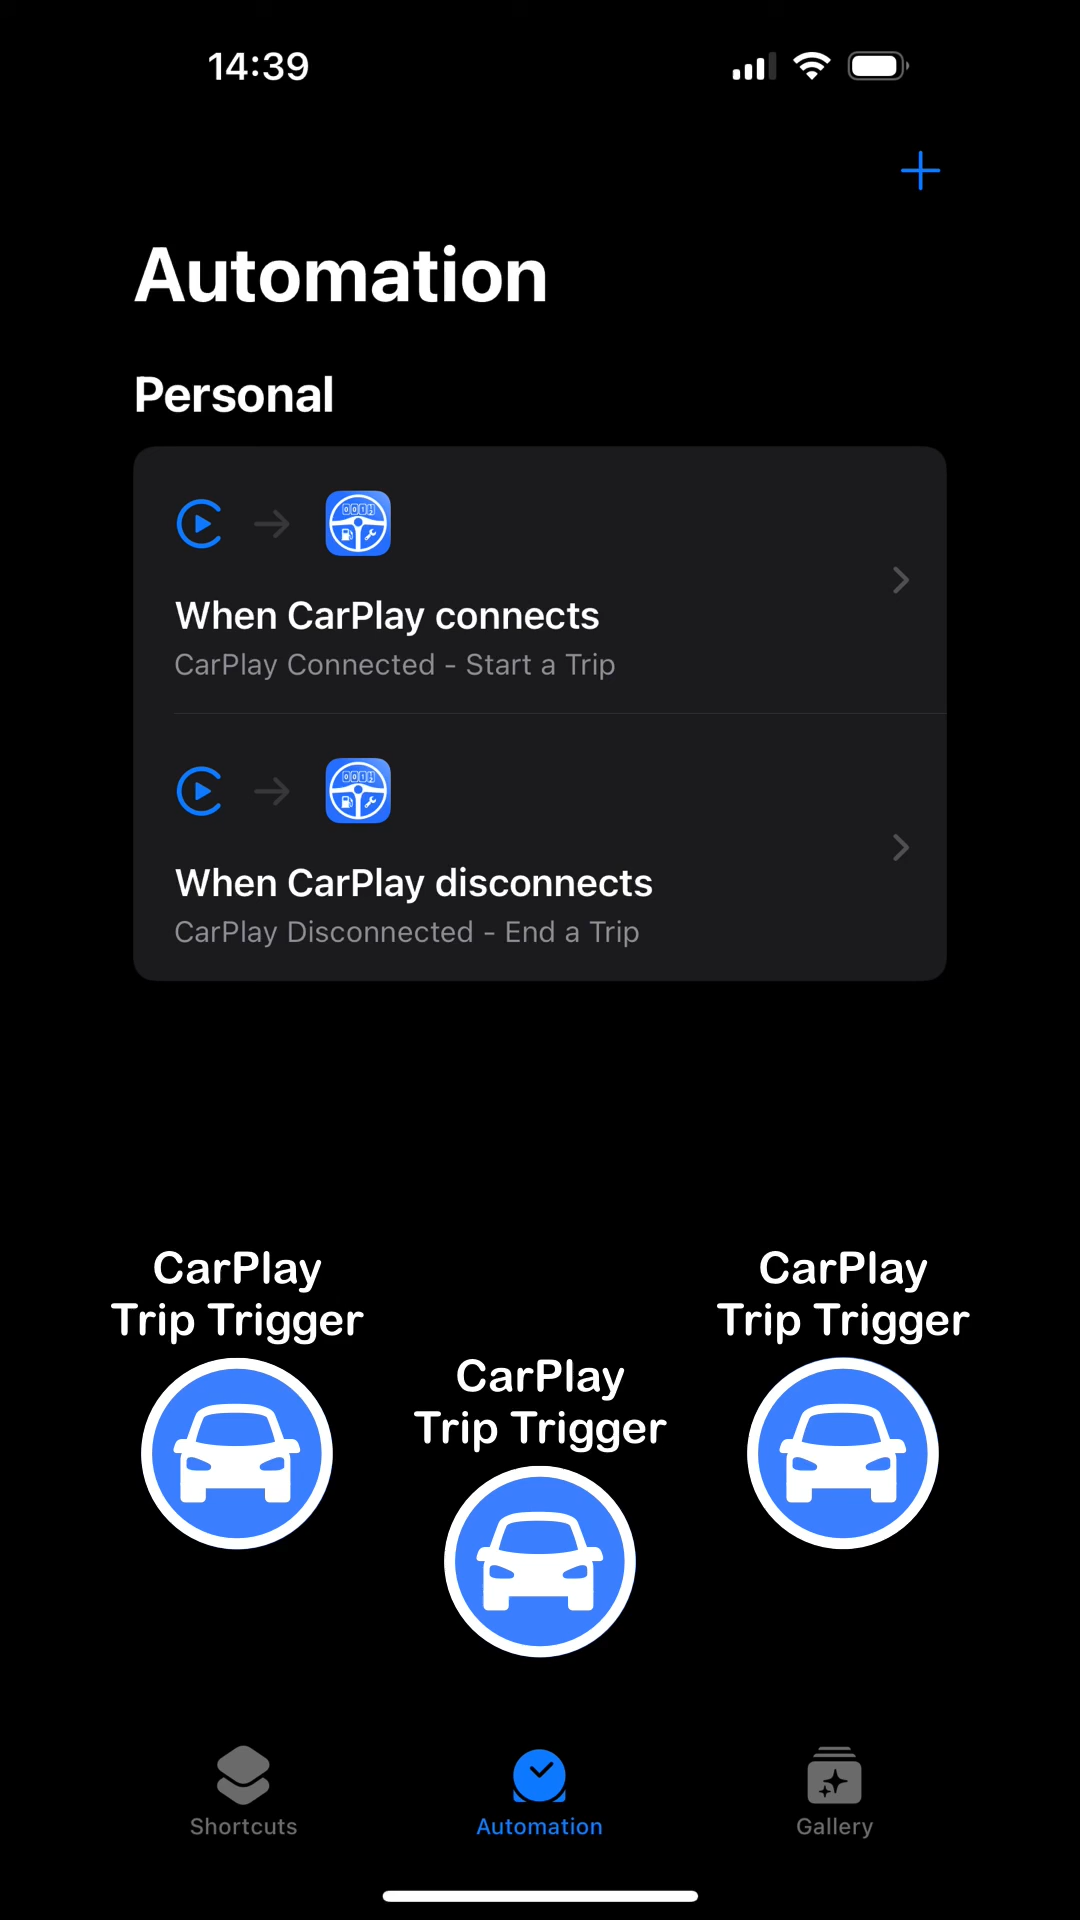 14:39
Automation
Personal
When CarPlay connects
CarPlay Connected - Start a Trip
When CarPlay disconnects
CarPlay Disconnected - End a Trip
CarPlay
Trip Trigger
CarPlay
Trip Trigger
CarPlay
Trip Trigger
Shortcuts
Automation
Gallery